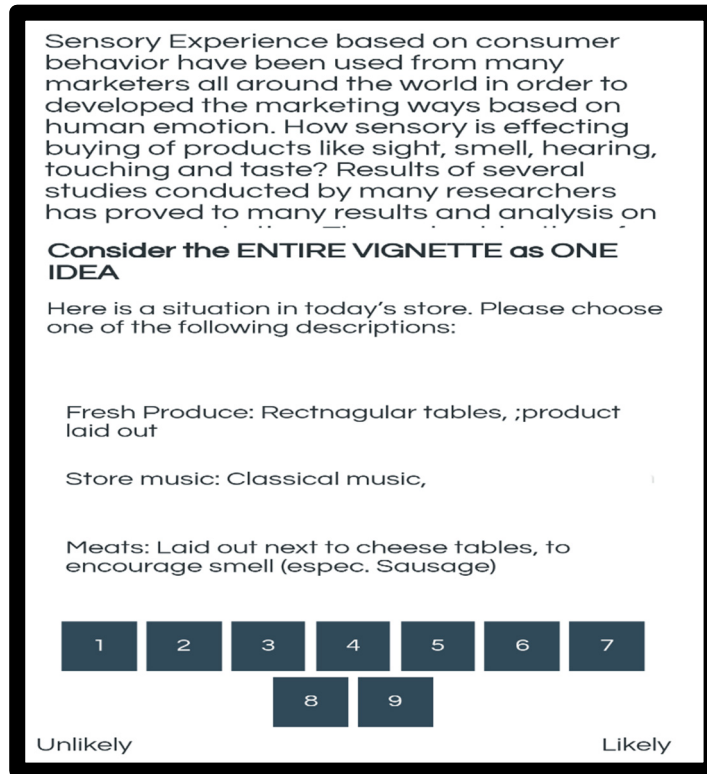 Sensory Experience based on consumer
behavior have been used from many
marketers all around the world in order to
developed the marketing ways based on
human emotion. How sensory is effecting
buying of products like sight, smell, hearing,
touching and taste? Results of several
studies conducted by many researchers
has proved to many results and analysis on
Consider the ENTIRE VIGNETTE as ONE
IDEA
Here is a situation in today's store. Please choose
one of the following descriptions:
Fresh Produce: Rectnagular tables, ;product
laid out
Store music: Classical music,
Meats: Laid out next to cheese tables, to
encourage smell (espec. Sausage)
1 2 3 4 5 6 7
8 9
Unlikely Likely